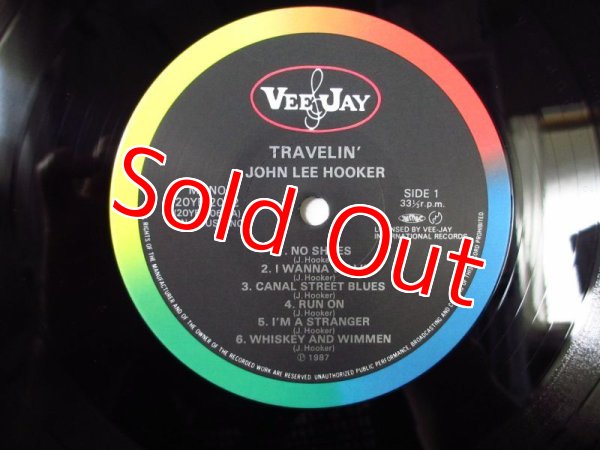 VEE JAY
TRAVELIN'
JOHN LEE HOOKER
SIDE 1
33⅓r.p.m.
LICENSED BY VEE-JAY
INTERNATIONAL RECORDS
Sold Out
1. NO SHOES
(J. Hooker)
2. I WANNA
3. CANAL STREET BLUES
(J. Hooker)
4. RUN ON
(J. Hooker)
5. I'M A STRANGER
(J. Hooker)
6. WHISKEY AND WIMMEN
(J. Hooker)
℗ 1987
RIGHTS OF THE MANUFACTURER AND OF THE OWNER OF THE RECORDED WORK ARE RESERVED. UNAUTHORIZED PUBLIC PERFORMANCE, BROADCASTING AND PROHIBITED